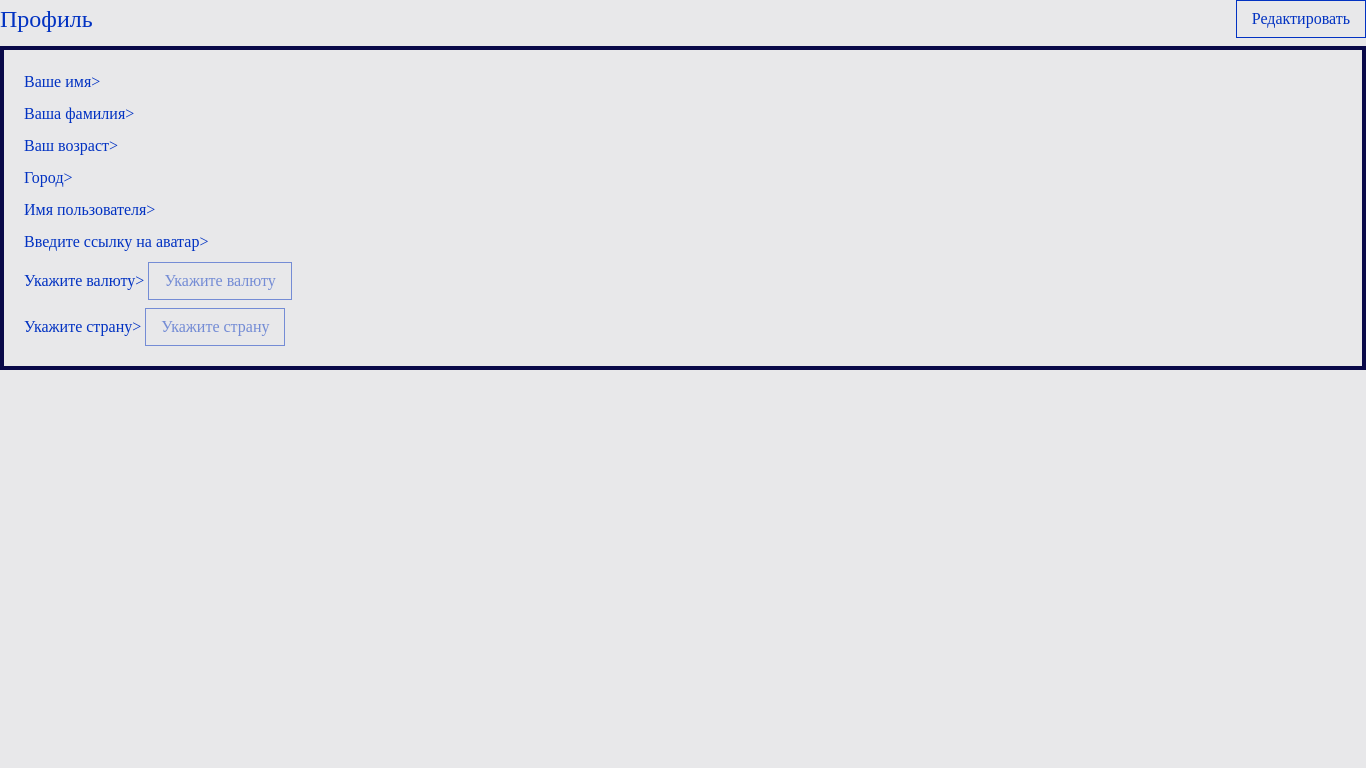 Профиль
Редактировать
Ваше имя>
Ваша фамилия>
Ваш возраст>
Город>
Имя пользователя>
Введите ссылку на аватар>
Укажите валюту> Укажите валюту
Укажите страну> Укажите страну